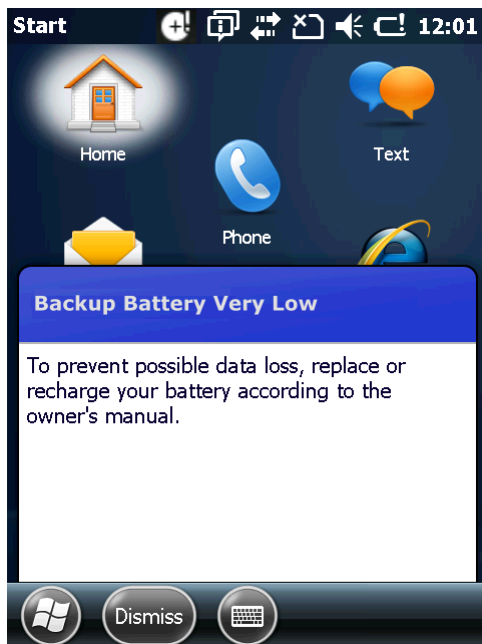 Start 12:01
Home
Text
Phone
Backup Battery Very Low
To prevent possible data loss, replace or
recharge your battery according to the
owner's manual.
Dismiss